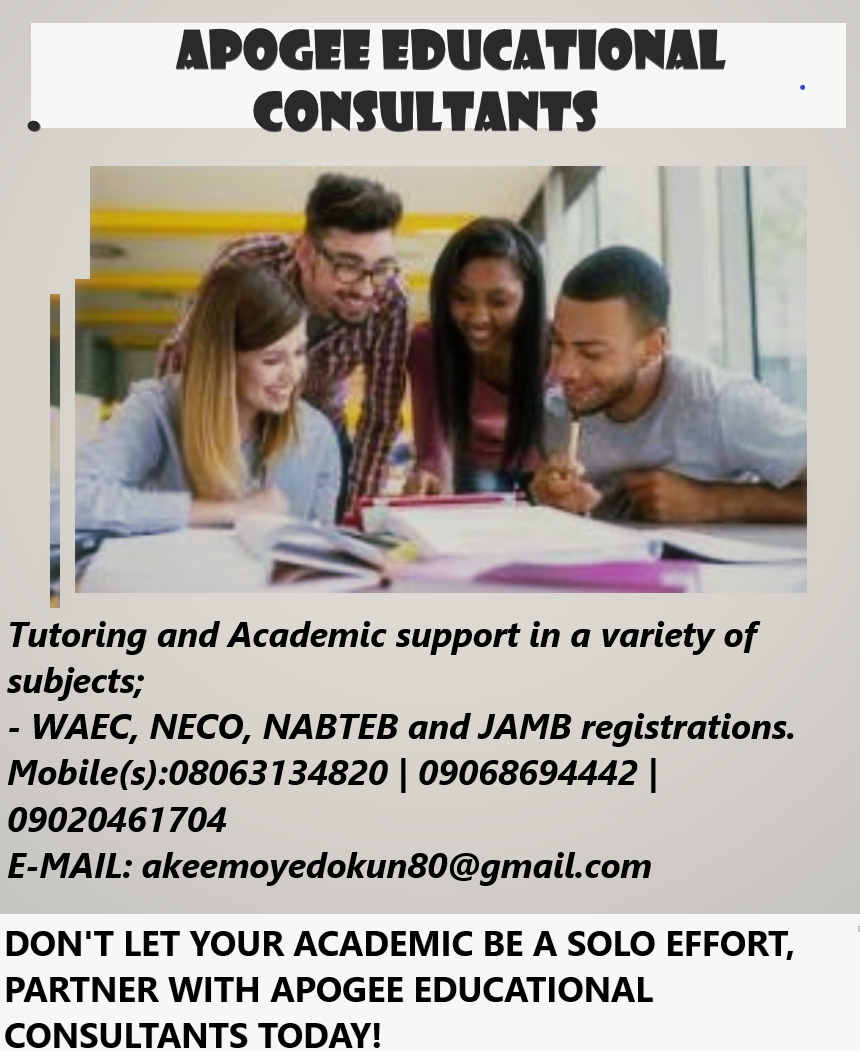 APOGEE EDUCATIONAL
CONSULTANTS
Tutoring and Academic support in a variety of
subjects;
- WAEC, NECO, NABTEB and JAMB registrations.
Mobile(s):08063134820 | 09068694442 |
09020461704
E-MAIL: akeemoyedokun80@gmail.com
DON'T LET YOUR ACADEMIC BE A SOLO EFFORT,
PARTNER WITH APOGEE EDUCATIONAL
CONSULTANTS TODAY!